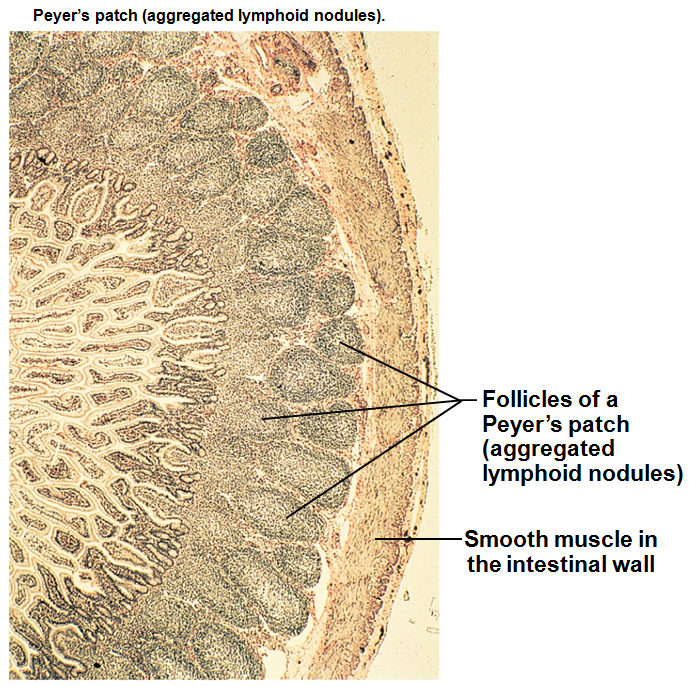 Peyer’s patch (aggregated lymphoid nodules).
Follicles of a
Peyer’s patch
(aggregated
lymphoid nodules)
Smooth muscle in
the intestinal wall